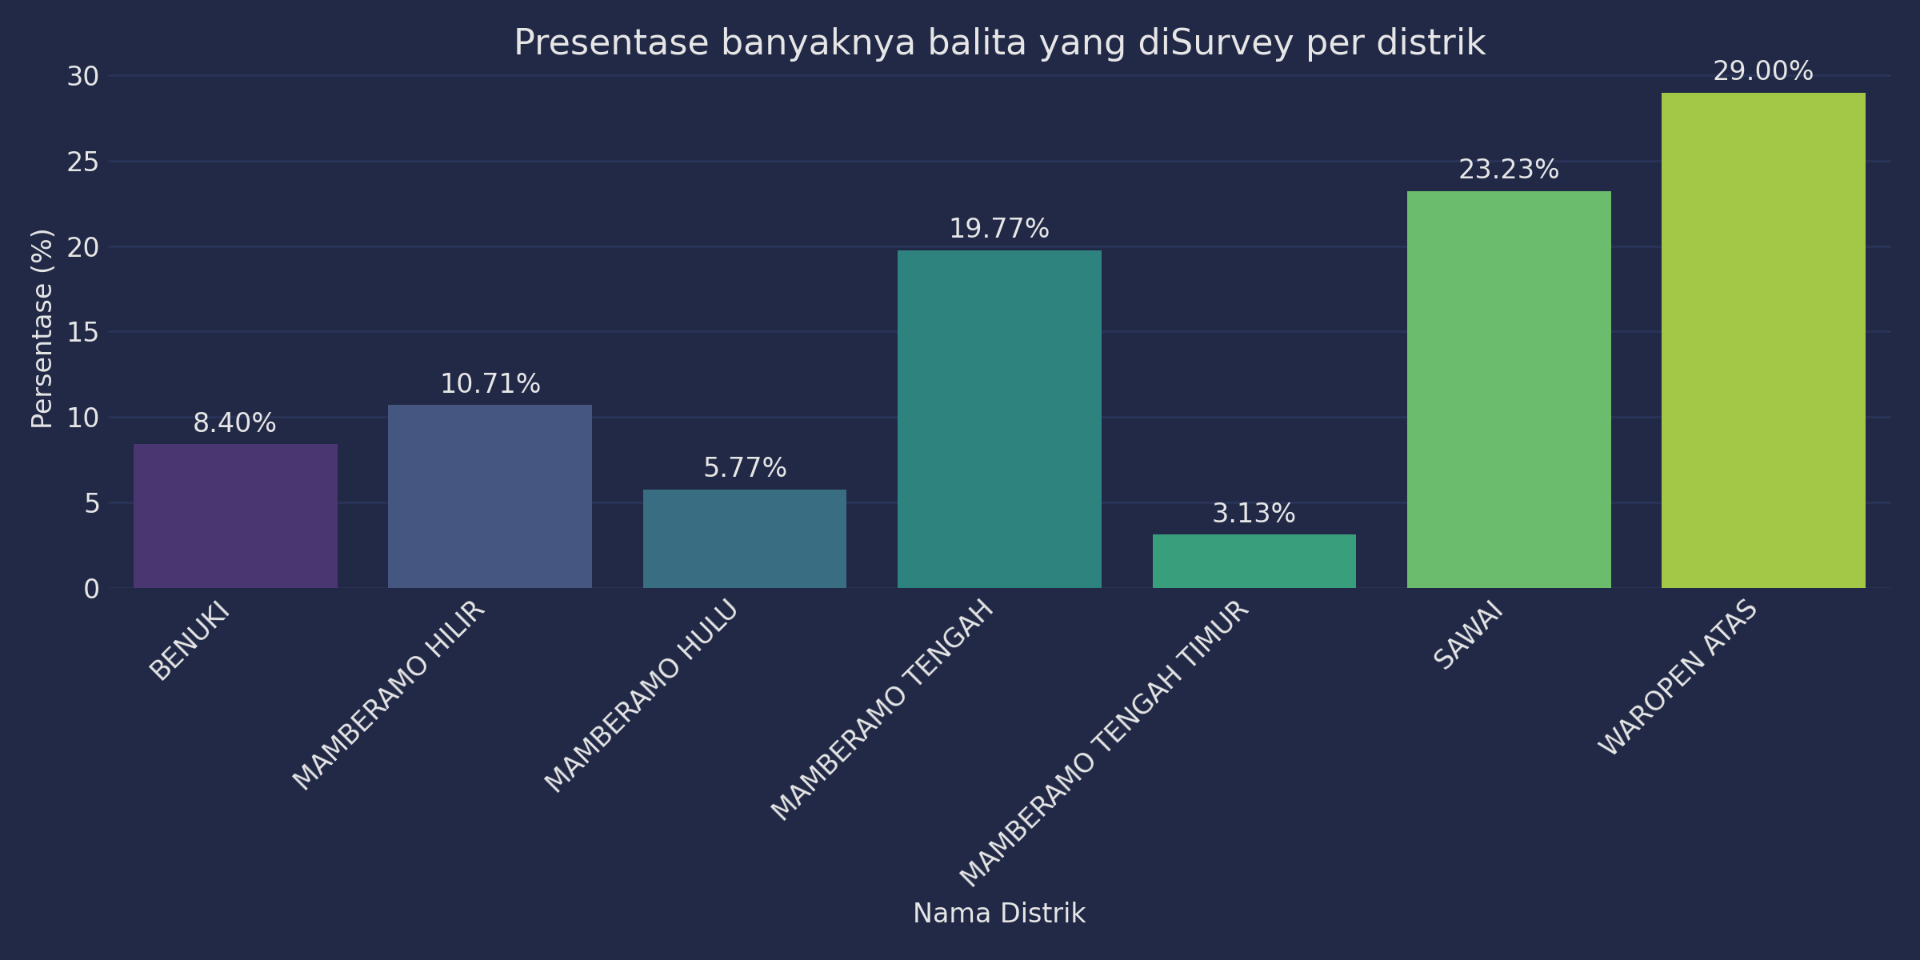 Presentase banyaknya balita yang diSurvey per distrik
Persentase (%)
30
25
20
15
10
5
0
8.40%
10.71%
5.77%
19.77%
3.13%
23.23%
29.00%
BENUKI
MAMBERAMO HILIR
MAMBERAMO HULU
MAMBERAMO TENGAH
MAMBERAMO TENGAH TIMUR
SAWAI
WAROPEN ATAS
Nama Distrik